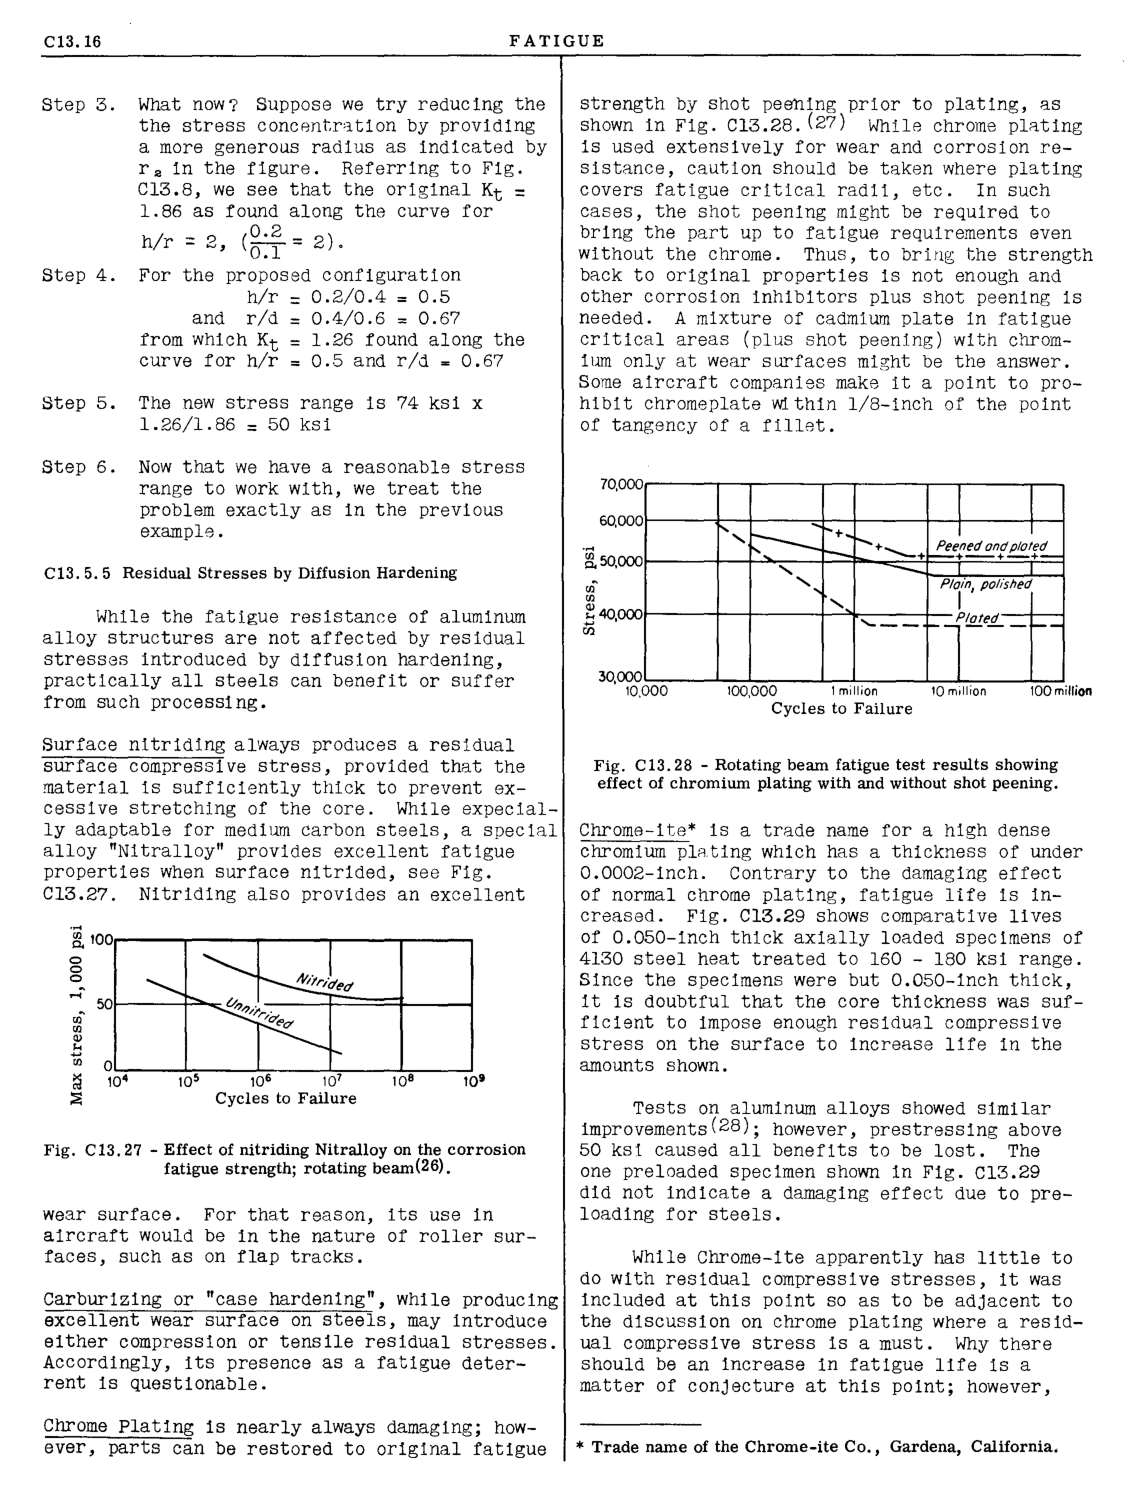 C13.16
FATIGUE
Step 3. What now? Suppose we try reducing the
the stress concentration by providing
a more generous radius as indicated by
r₂ in the figure. Referring to Fig.
C13.8, we see that the original Kt =
1.86 as found along the curve for
h/r = 2, (0.2/0.1 = 2).
Step 4. For the proposed configuration
h/r = 0.2/0.4 = 0.5
and r/d = 0.4/0.6 = 0.67
from which Kt = 1.26 found along the
curve for h/r = 0.5 and r/d = 0.67
Step 5. The new stress range is 74 ksi x
1.26/1.86 = 50 ksi
Step 6. Now that we have a reasonable stress
range to work with, we treat the
problem exactly as in the previous
example.
C13.5.5 Residual Stresses by Diffusion Hardening
While the fatigue resistance of aluminum
alloy structures are not affected by residual
stresses introduced by diffusion hardening,
practically all steels can benefit or suffer
from such processing.
Surface nitriding always produces a residual
surface compressive stress, provided that the
material is sufficiently thick to prevent ex-
cessive stretching of the core. While expecial-
ly adaptable for medium carbon steels, a special
alloy "Nitralloy" provides excellent fatigue
properties when surface nitrided, see Fig.
C13.27. Nitriding also provides an excellent
Max stress, 1,000 psi
100
50
0
Nitrided
Unnitrided
10⁴ 10⁵ 10⁶ 10⁷ 10⁸ 10⁹
Cycles to Failure
Fig. C13.27 - Effect of nitriding Nitralloy on the corrosion
fatigue strength; rotating beam(26).
wear surface. For that reason, its use in
aircraft would be in the nature of roller sur-
faces, such as on flap tracks.
Carburizing or "case hardening", while producing
excellent wear surface on steels, may introduce
either compression or tensile residual stresses.
Accordingly, its presence as a fatigue deter-
rent is questionable.
Chrome Plating is nearly always damaging; how-
ever, parts can be restored to original fatigue
strength by shot peening prior to plating, as
shown in Fig. C13.28.(27) While chrome plating
is used extensively for wear and corrosion re-
sistance, caution should be taken where plating
covers fatigue critical radii, etc. In such
cases, the shot peening might be required to
bring the part up to fatigue requirements even
without the chrome. Thus, to bring the strength
back to original properties is not enough and
other corrosion inhibitors plus shot peening is
needed. A mixture of cadmium plate in fatigue
critical areas (plus shot peening) with chrom-
ium only at wear surfaces might be the answer.
Some aircraft companies make it a point to pro-
hibit chromeplate within 1/8-inch of the point
of tangency of a fillet.
Stress, psi
70,000
60,000
50,000
40,000
30,000
Peened and plated
Plain, polished
Plated
10,000 100,000 1 million 10 million 100 million
Cycles to Failure
Fig. C13.28 - Rotating beam fatigue test results showing
effect of chromium plating with and without shot peening.
Chrome-ite* is a trade name for a high dense
chromium plating which has a thickness of under
0.0002-inch. Contrary to the damaging effect
of normal chrome plating, fatigue life is in-
creased. Fig. C13.29 shows comparative lives
of 0.050-inch thick axially loaded specimens of
4130 steel heat treated to 160 - 180 ksi range.
Since the specimens were but 0.050-inch thick,
it is doubtful that the core thickness was suf-
ficient to impose enough residual compressive
stress on the surface to increase life in the
amounts shown.
Tests on aluminum alloys showed similar
improvements(28); however, prestressing above
50 ksi caused all benefits to be lost. The
one preloaded specimen shown in Fig. C13.29
did not indicate a damaging effect due to pre-
loading for steels.
While Chrome-ite apparently has little to
do with residual compressive stresses, it was
included at this point so as to be adjacent to
the discussion on chrome plating where a resid-
ual compressive stress is a must. Why there
should be an increase in fatigue life is a
matter of conjecture at this point; however,
* Trade name of the Chrome-ite Co., Gardena, California.